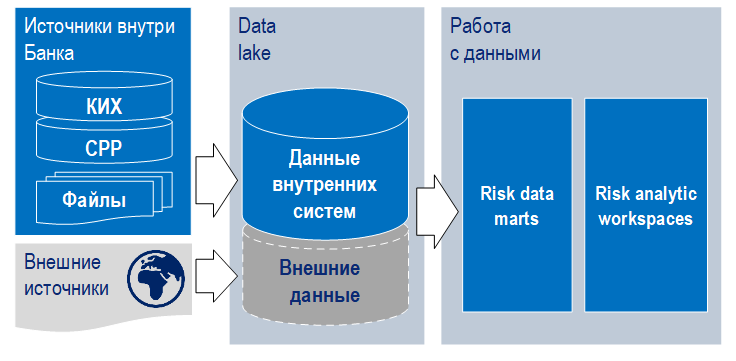 Источники внутри
Банка
КИХ
СРР
Файлы
Внешние
источники
Data
lake
Данные
внутренних
систем
Внешние
данные
Работа
с данными
Risk data
marts
Risk analytic
workspaces